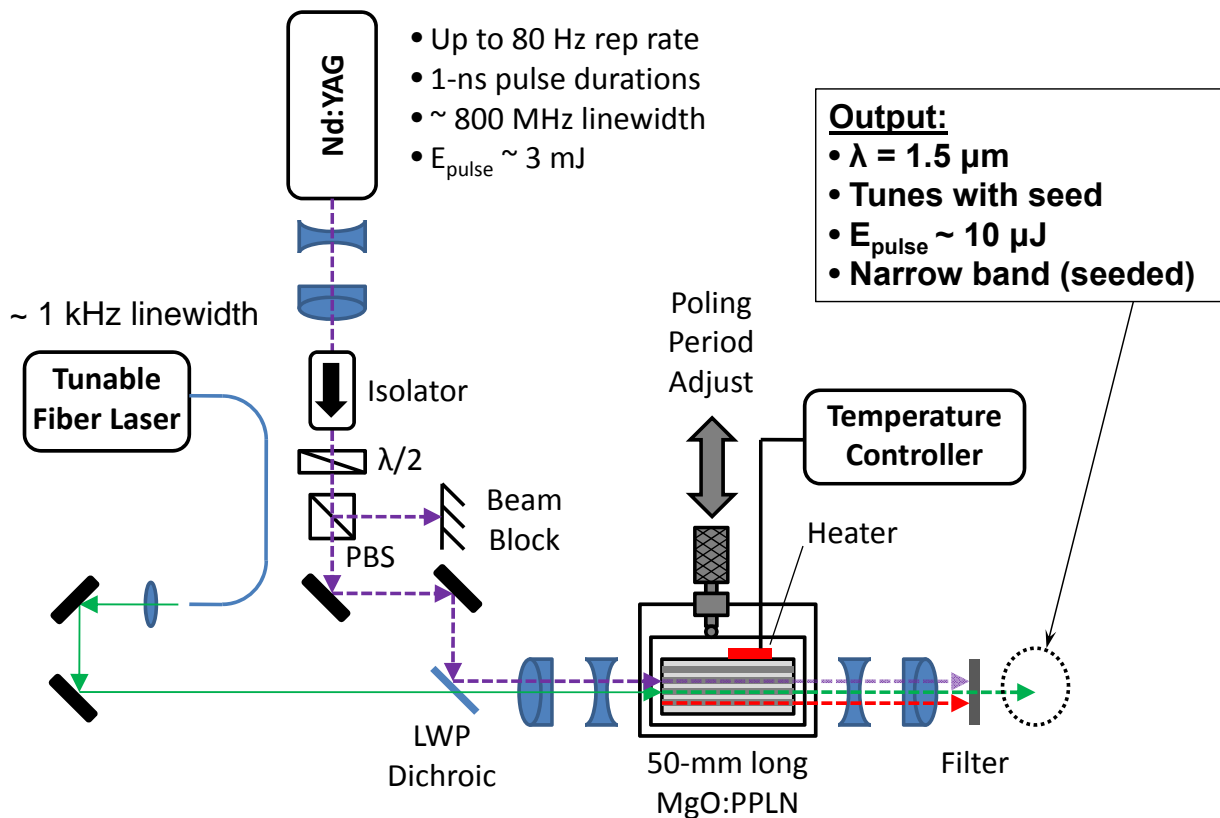 Nd:YAG
• Up to 80 Hz rep rate
• 1-ns pulse durations
• ~ 800 MHz linewidth
• Epulse ~ 3 mJ
Output:
• λ = 1.5 µm
• Tunes with seed
• Epulse ~ 10 µJ
• Narrow band (seeded)
~ 1 kHz linewidth
Tunable
Fiber Laser
Isolator
λ/2
PBS
Beam
Block
Poling
Period
Adjust
Temperature
Controller
Heater
LWP
Dichroic
50-mm long
MgO:PPLN
Filter